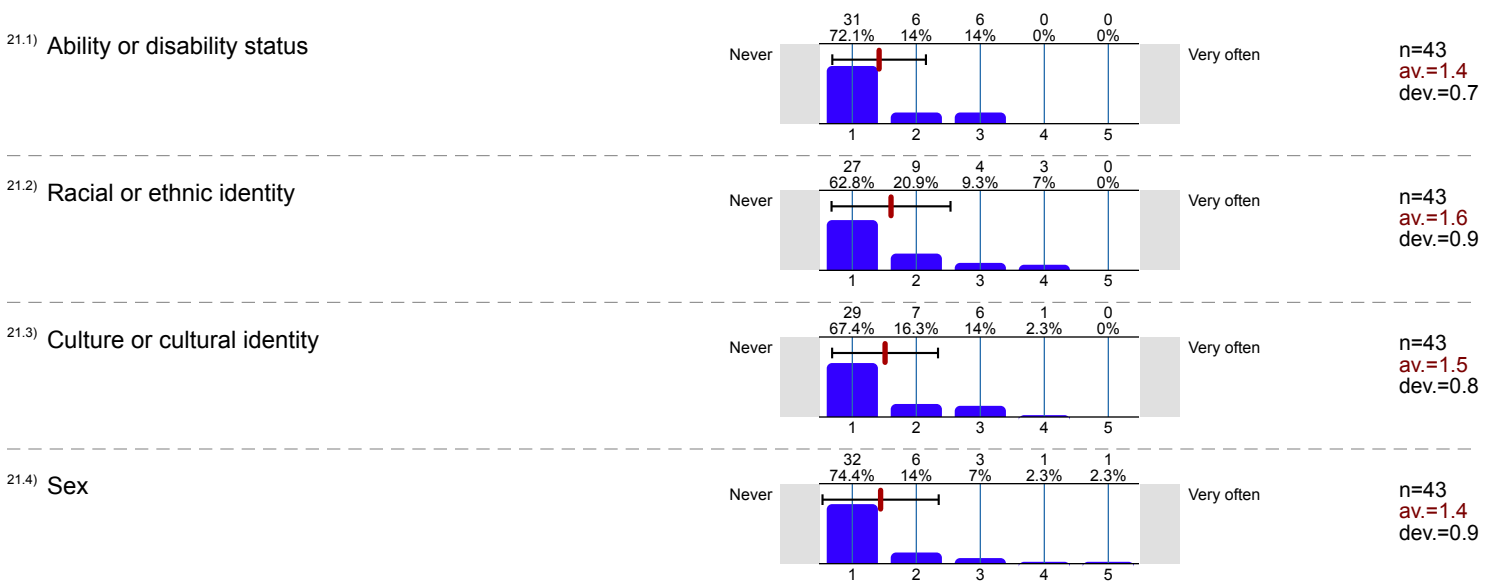 31 6 6 0 0
21.1) Ability or disability status 72.1% 14% 14% 0% 0%
Never Very often n=43
av.=1.4
dev.=0.7
1 2 3 4 5
27 9 4 3 0
21.2) Racial or ethnic identity 62.8% 20.9% 9.3% 7% 0%
Never Very often n=43
av.=1.6
dev.=0.9
1 2 3 4 5
29 7 6 1 0
21.3) Culture or cultural identity 67.4% 16.3% 14% 2.3% 0%
Never Very often n=43
av.=1.5
dev.=0.8
1 2 3 4 5
32 6 3 1 1
21.4) Sex 74.4% 14% 7% 2.3% 2.3%
Never Very often n=43
av.=1.4
dev.=0.9
1 2 3 4 5